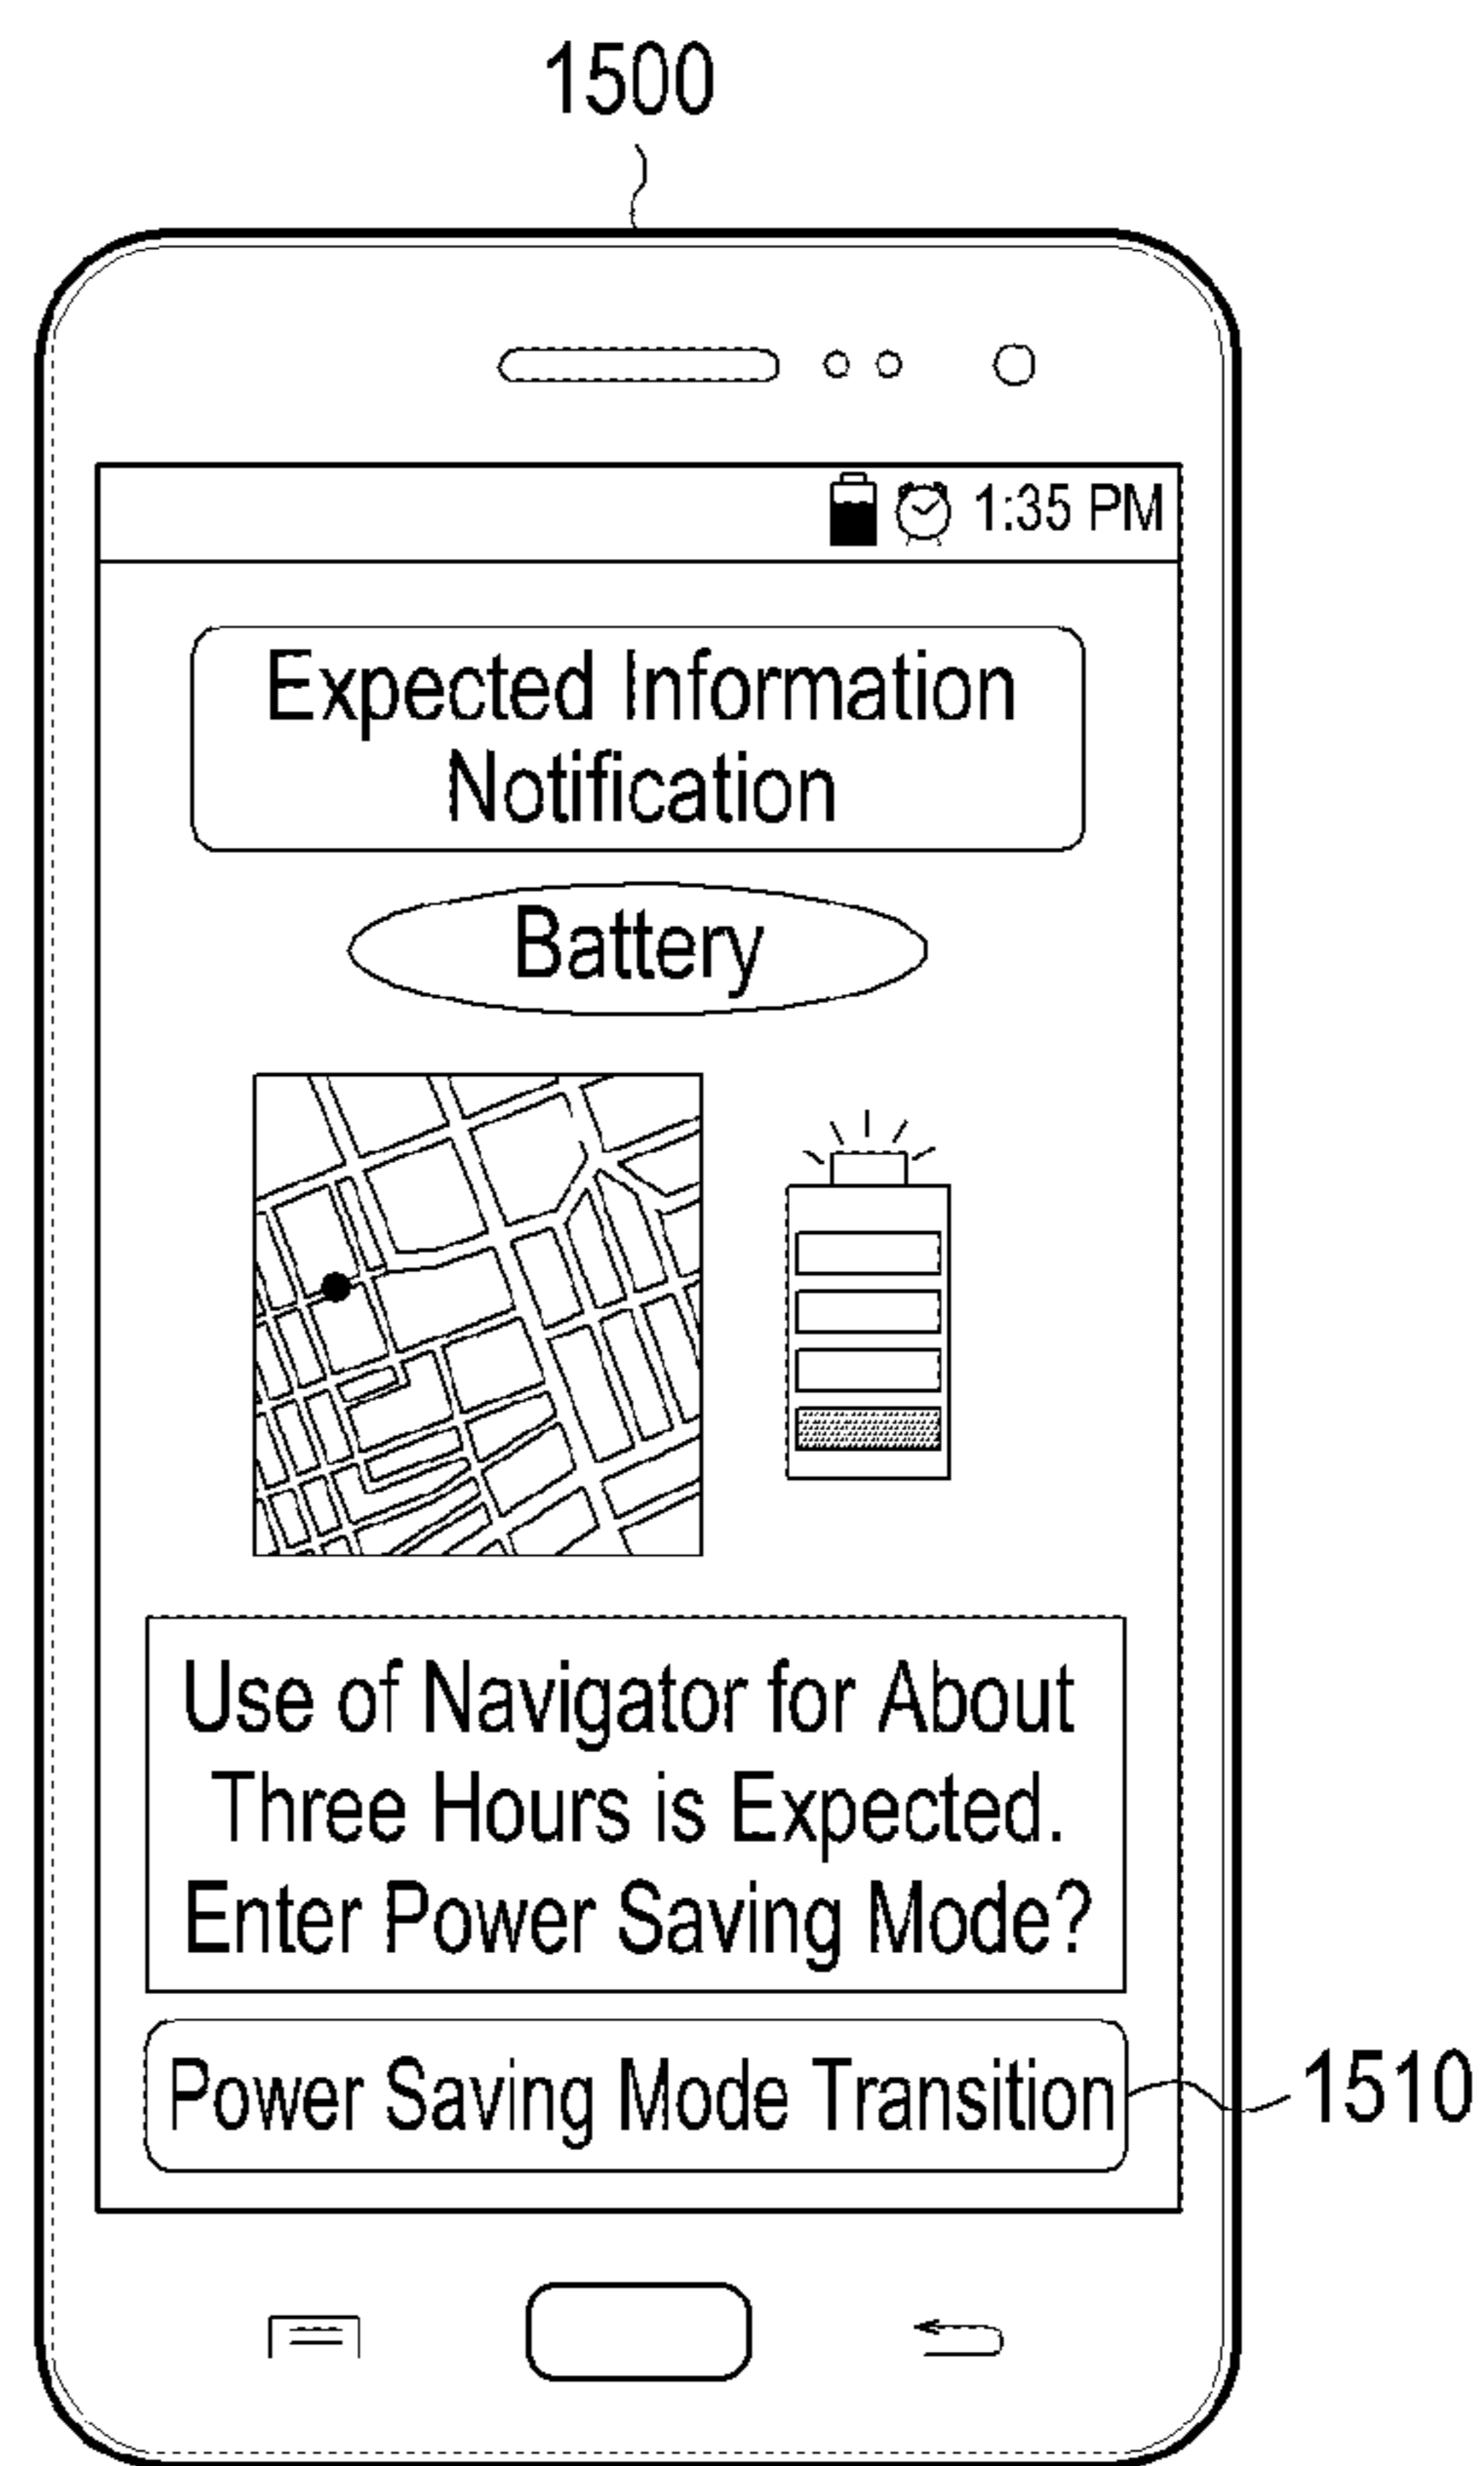 1500
1:35 PM
Expected Information
Notification
Battery
Use of Navigator for About
Three Hours is Expected.
Enter Power Saving Mode?
Power Saving Mode Transition
1510